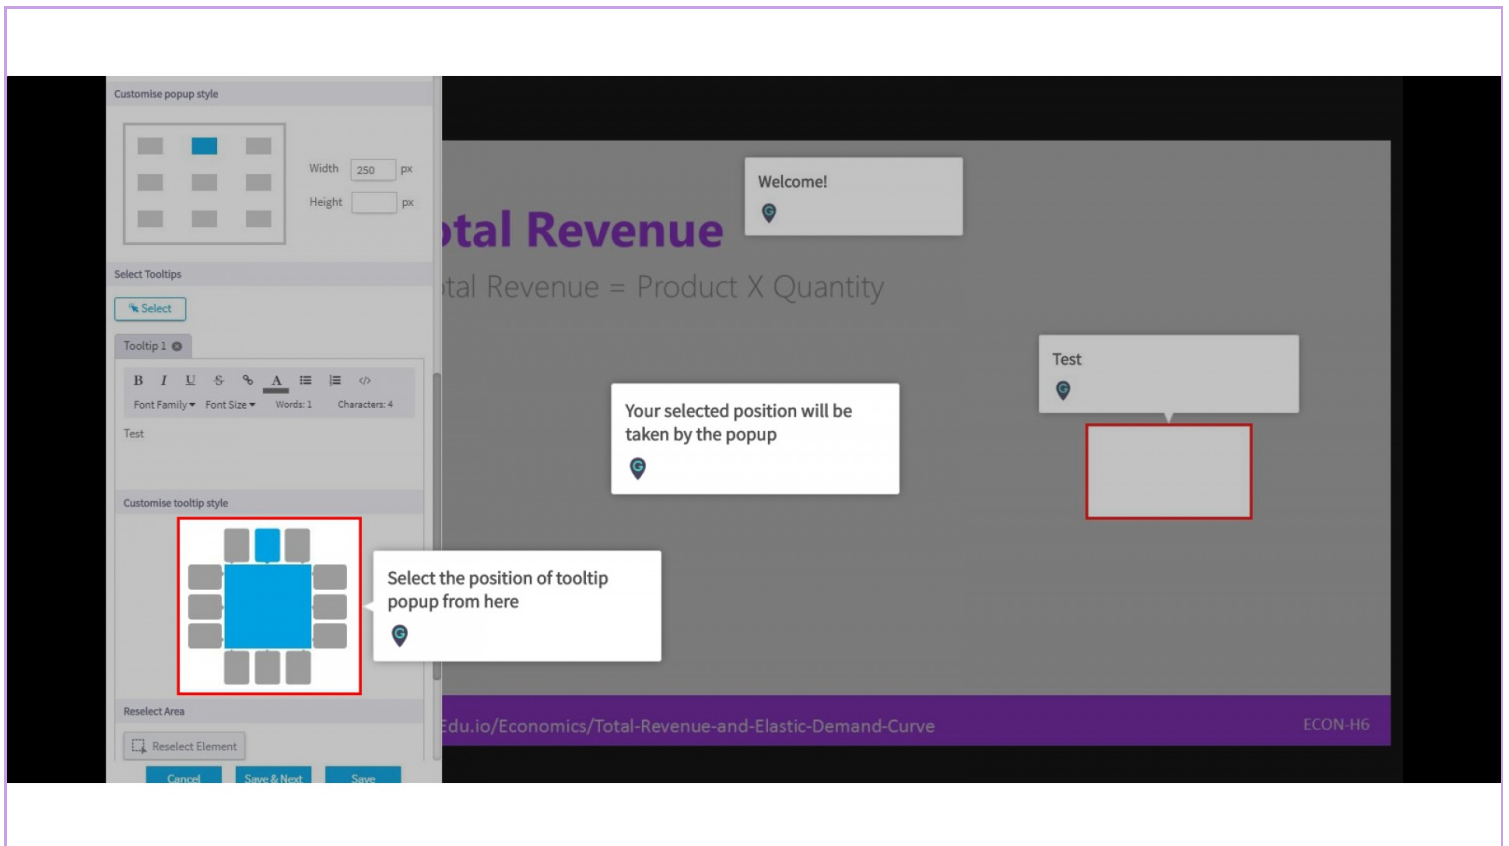 Customise popup style
Width 250 px
Height px
Select Tooltips
Select
Tooltip 1
B I U S A </>
Font Family Font Size Words: 1 Characters: 4
Test
Customise tooltip style
Reselect Area
Reselect Element
Cancel Save & Next Save
Welcome!
otal Revenue
otal Revenue = Product X Quantity
Test
Your selected position will be
taken by the popup
Select the position of tooltip
popup from here
Edu.io/Economics/Total-Revenue-and-Elastic-Demand-Curve
ECON-H6